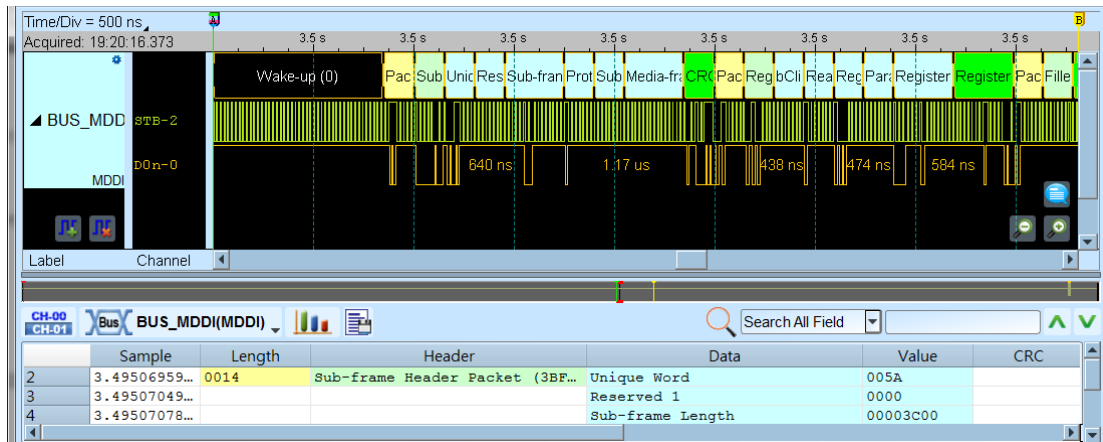 Time/Div = 500 ns
A
B
Acquired: 19:20:16.373
3.5 s 3.5 s 3.5 s 3.5 s 3.5 s 3.5 s 3.5 s 3.5 s
Wake-up (0) Pac Sub Uniq Res Sub-fran Prot Sub Media-fra CRC Pac Reg bCli Rea Reg Para Register Register Pac Fille
BUS_MDD STB-2
D0n-0 640 ns 1.17 us 438 ns 474 ns 584 ns
MDDI
Label Channel
CH-00
CH-01
Bus BUS_MDDI(MDDI) Search All Field
Sample Length Header Data Value CRC
2 3.49506959... 0014 Sub-frame Header Packet (3BF... Unique Word 005A
3 3.49507049... Reserved 1 0000
4 3.49507078... Sub-frame Length 00003C00